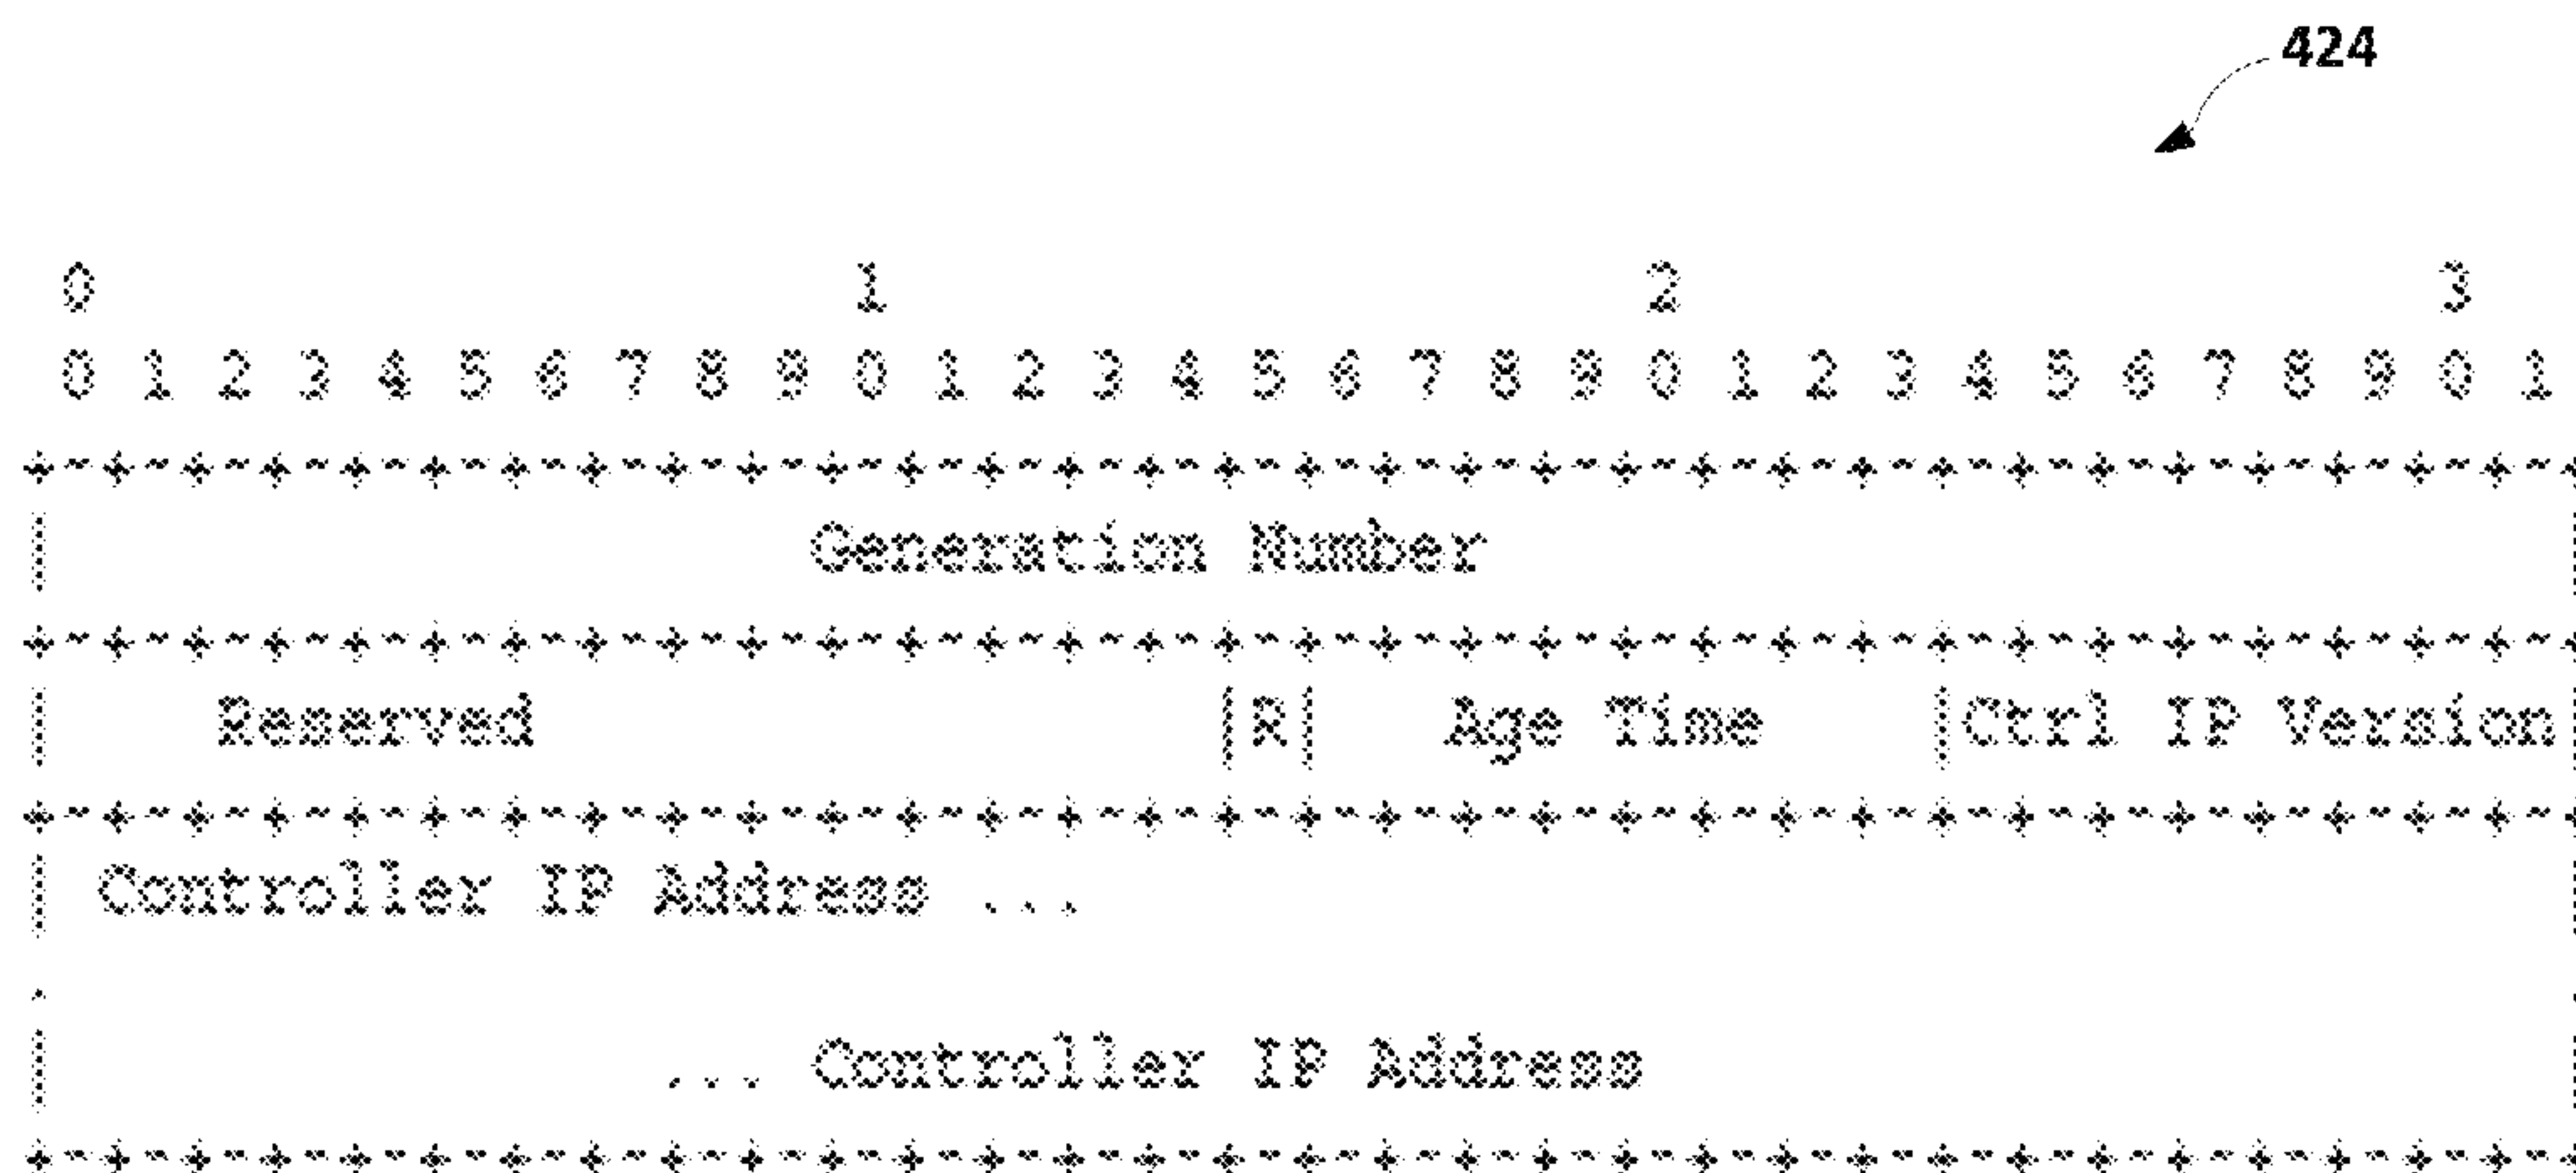 424
0 1 2 3
0 1 2 3 4 5 6 7 8 9 0 1 2 3 4 5 6 7 8 9 0 1 2 3 4 5 6 7 8 9 0 1
+-+-+-+-+-+-+-+-+-+-+-+-+-+-+-+-+-+-+-+-+-+-+-+-+-+-+-+-+-+-+-+-+
| Generation Number |
+-+-+-+-+-+-+-+-+-+-+-+-+-+-+-+-+-+-+-+-+-+-+-+-+-+-+-+-+-+-+-+-+
| Reserved |R| Age Time |Ctrl IP Version|
+-+-+-+-+-+-+-+-+-+-+-+-+-+-+-+-+-+-+-+-+-+-+-+-+-+-+-+-+-+-+-+-+
| Controller IP Address ... |
. .
| ... Controller IP Address |
+-+-+-+-+-+-+-+-+-+-+-+-+-+-+-+-+-+-+-+-+-+-+-+-+-+-+-+-+-+-+-+-+